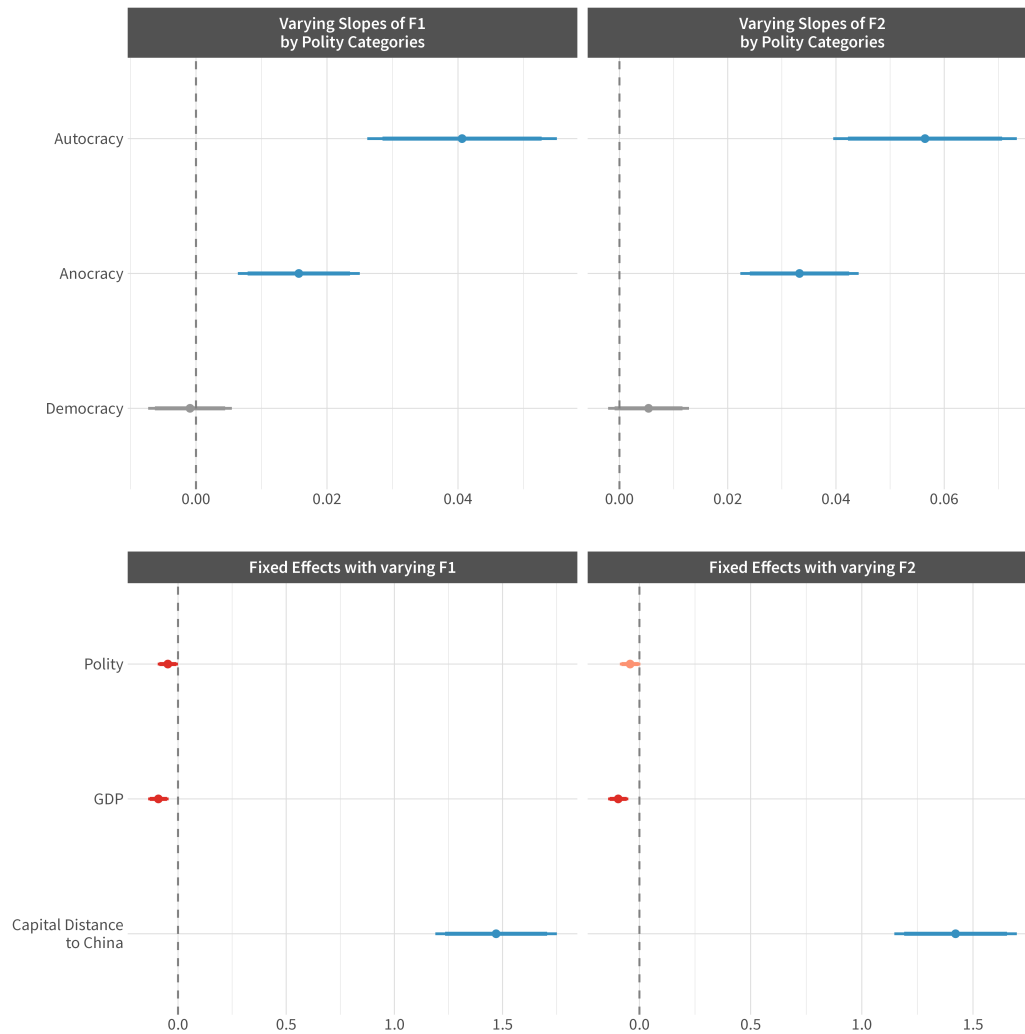 Varying Slopes of F1
by Polity Categories
Varying Slopes of F2
by Polity Categories
Autocracy
Anocracy
Democracy
0.00 0.02 0.04
0.00 0.02 0.04 0.06
Fixed Effects with varying F1
Fixed Effects with varying F2
Polity
GDP
Capital Distance
to China
0.0 0.5 1.0 1.5
0.0 0.5 1.0 1.5